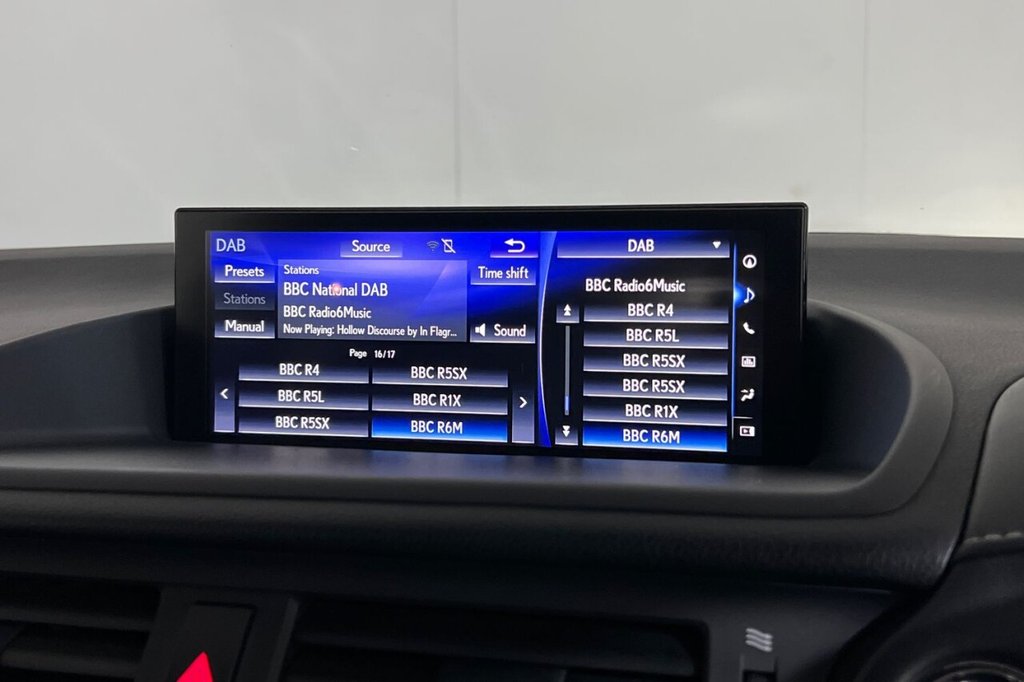 DAB
Source
Presets
Stations
Manual
Stations
BBC National DAB
BBC Radio6Music
Now Playing: Hollow Discourse by In Flagr...
Time shift
Sound
Page 16/17
BBC R4
BBC R5SX
BBC R5L
BBC R1X
BBC R5SX
BBC R6M
DAB
BBC Radio6Music
BBC R4
BBC R5L
BBC R5SX
BBC R5SX
BBC R1X
BBC R6M